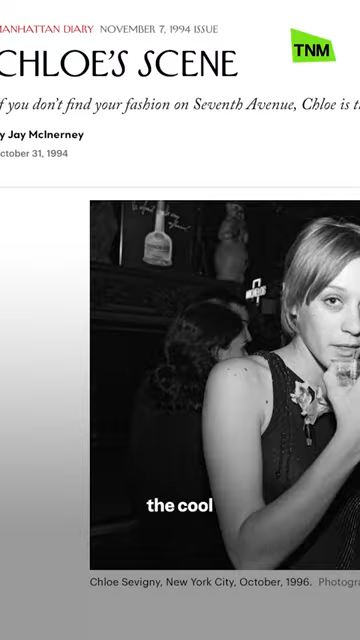 MANHATTAN DIARY NOVEMBER 7, 1994 ISSUE
TNM
CHLOE'S SCENE
f you don't find your fashion on Seventh Avenue, Chloe is t
y Jay McInerney
ctober 31, 1994
the cool
Chloe Sevigny, New York City, October, 1996. Photogra